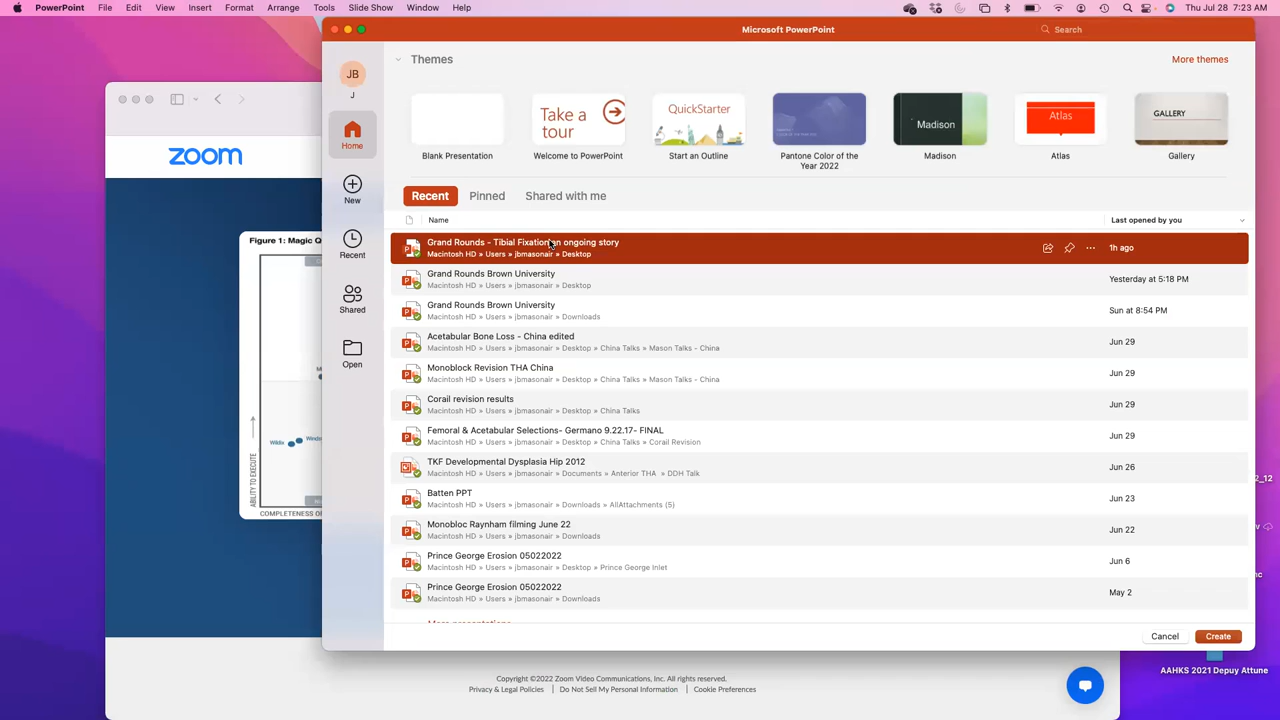 PowerPoint File Edit View Insert Format Arrange Tools Slide Show Window Help
Thu Jul 28 7:23 AM
Microsoft PowerPoint
Search
JB
J
Home
New
Recent
Shared
Open
Themes
More themes
Take a tour
QuickStarter
Madison
Atlas
GALLERY
Blank Presentation
Welcome to PowerPoint
Start an Outline
Pantone Color of the
Year 2022
Madison
Atlas
Gallery
Recent Pinned Shared with me
Name
Last opened by you
Grand Rounds - Tibial Fixation an ongoing story
Macintosh HD » Users » jbmasonair » Desktop
1h ago
Grand Rounds Brown University
Macintosh HD » Users » jbmasonair » Desktop
Yesterday at 5:18 PM
Grand Rounds Brown University
Macintosh HD » Users » jbmasonair » Downloads
Sun at 8:54 PM
Acetabular Bone Loss - China edited
Macintosh HD » Users » jbmasonair » Desktop » China Talks » Mason Talks - China
Jun 29
Monoblock Revision THA China
Macintosh HD » Users » jbmasonair » Desktop » China Talks » Mason Talks - China
Jun 29
Corail revision results
Macintosh HD » Users » jbmasonair » Desktop » China Talks
Jun 29
Femoral & Acetabular Selections- Germano 9.22.17- FINAL
Macintosh HD » Users » jbmasonair » Desktop » China Talks » Corail Revision
Jun 29
TKF Developmental Dysplasia Hip 2012
Macintosh HD » Users » jbmasonair » Documents » Anterior THA » DDH Talk
Jun 26
Batten PPT
Macintosh HD » Users » jbmasonair » Downloads » AllAttachments (5)
Jun 23
Monobloc Raynham filming June 22
Macintosh HD » Users » jbmasonair » Downloads
Jun 22
Prince George Erosion 05022022
Macintosh HD » Users » jbmasonair » Desktop » Prince George Inlet
Jun 6
Prince George Erosion 05022022
Macintosh HD » Users » jbmasonair » Downloads
May 2
Cancel
Create
zoom
Figure 1: Magic Q
ABILITY TO EXECUTE
Wildix
Winds
COMPLETENESS OF
Copyright ©2022 Zoom Video Communications, Inc. All rights reserved.
Privacy & Legal Policies | Do Not Sell My Personal Information | Cookie Preferences
AAHKS 2021 Depuy Attune